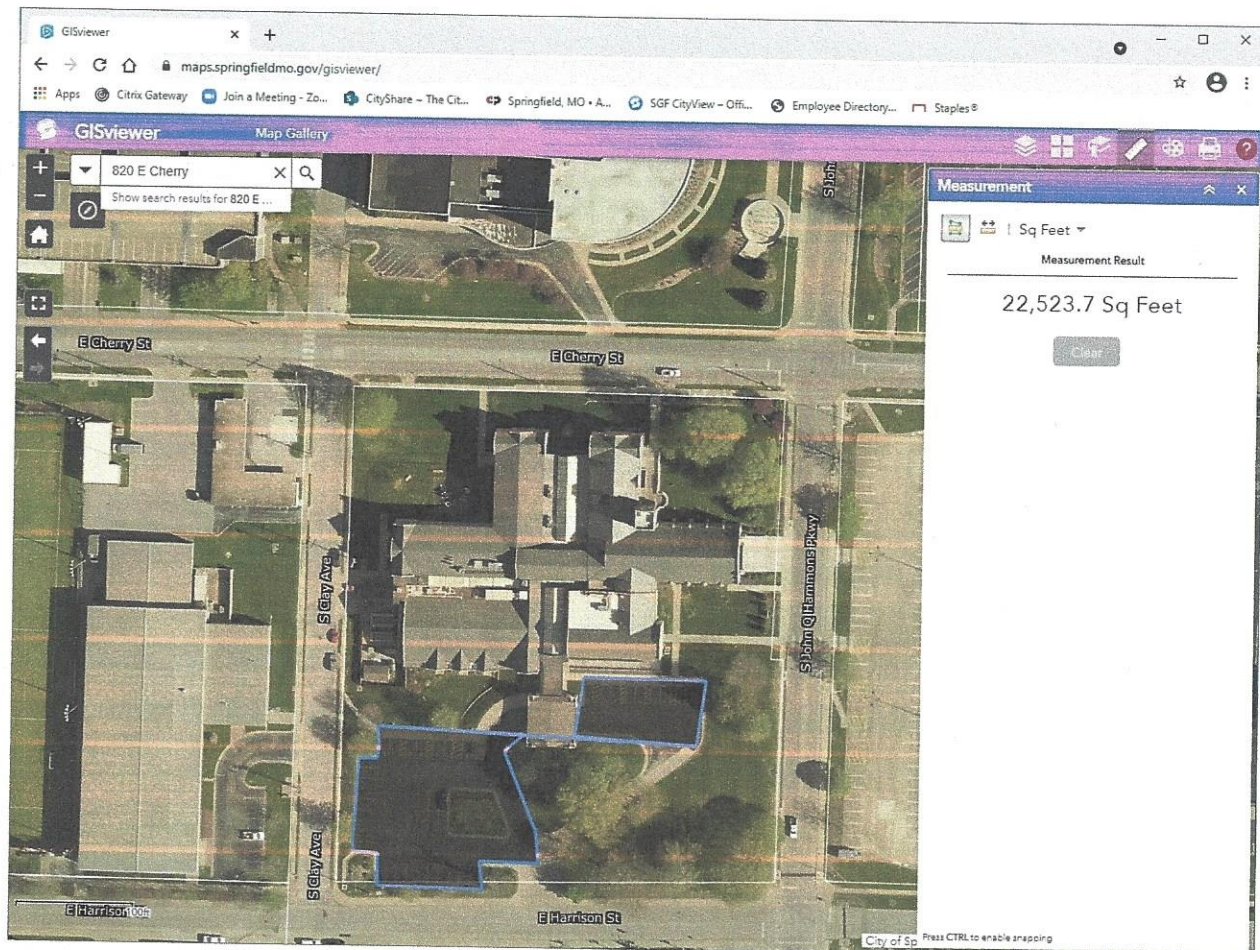 GISviewer
maps.springfieldmo.gov/gisviewer/
Apps Citrix Gateway Join a Meeting - Zo... CityShare – The Cit... Springfield, MO • A... SGF CityView – Offi... Employee Directory... Staples®
GISviewer Map Gallery
820 E Cherry
Show search results for 820 E ...
Measurement
Sq Feet
Measurement Result
22,523.7 Sq Feet
Clear
S John
E Cherry St
E Cherry St
S Clay Ave
S John Q Hammons Pkwy
S Clay Ave
E Harrison
100ft
E Harrison St
City of Sp
Press CTRL to enable snapping